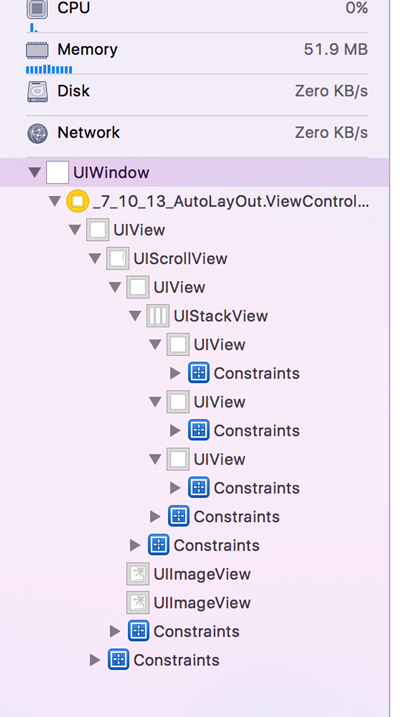 CPU 0%
Memory 51.9 MB
Disk Zero KB/s
Network Zero KB/s
UIWindow
_7_10_13_AutoLayOut.ViewControl...
UIView
UIScrollView
UIView
UIStackView
UIView
Constraints
UIView
Constraints
UIView
Constraints
Constraints
Constraints
UIImageView
UIImageView
Constraints
Constraints